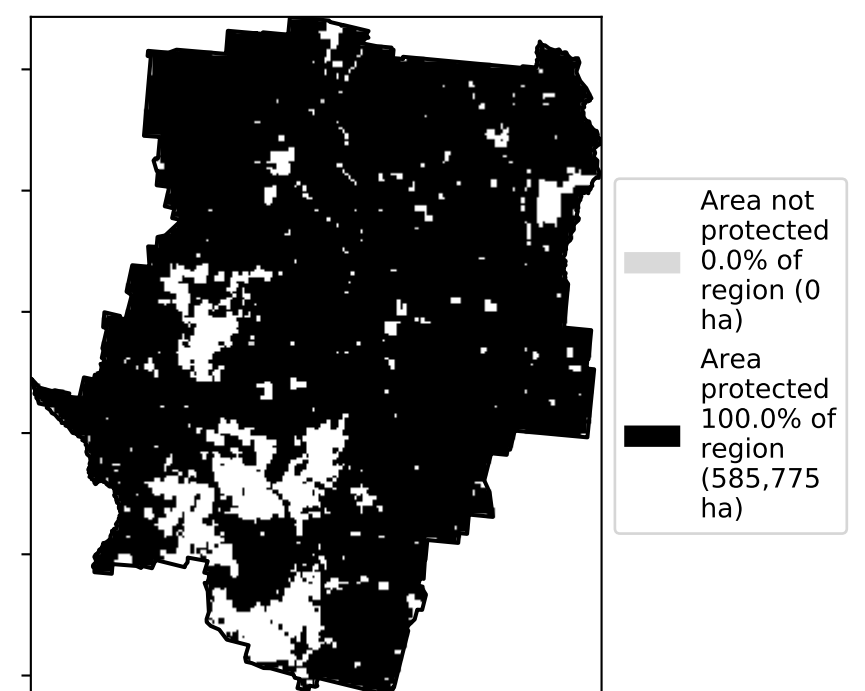 Area not
protected
0.0% of
region (0
ha)
Area
protected
100.0% of
region
(585,775
ha)